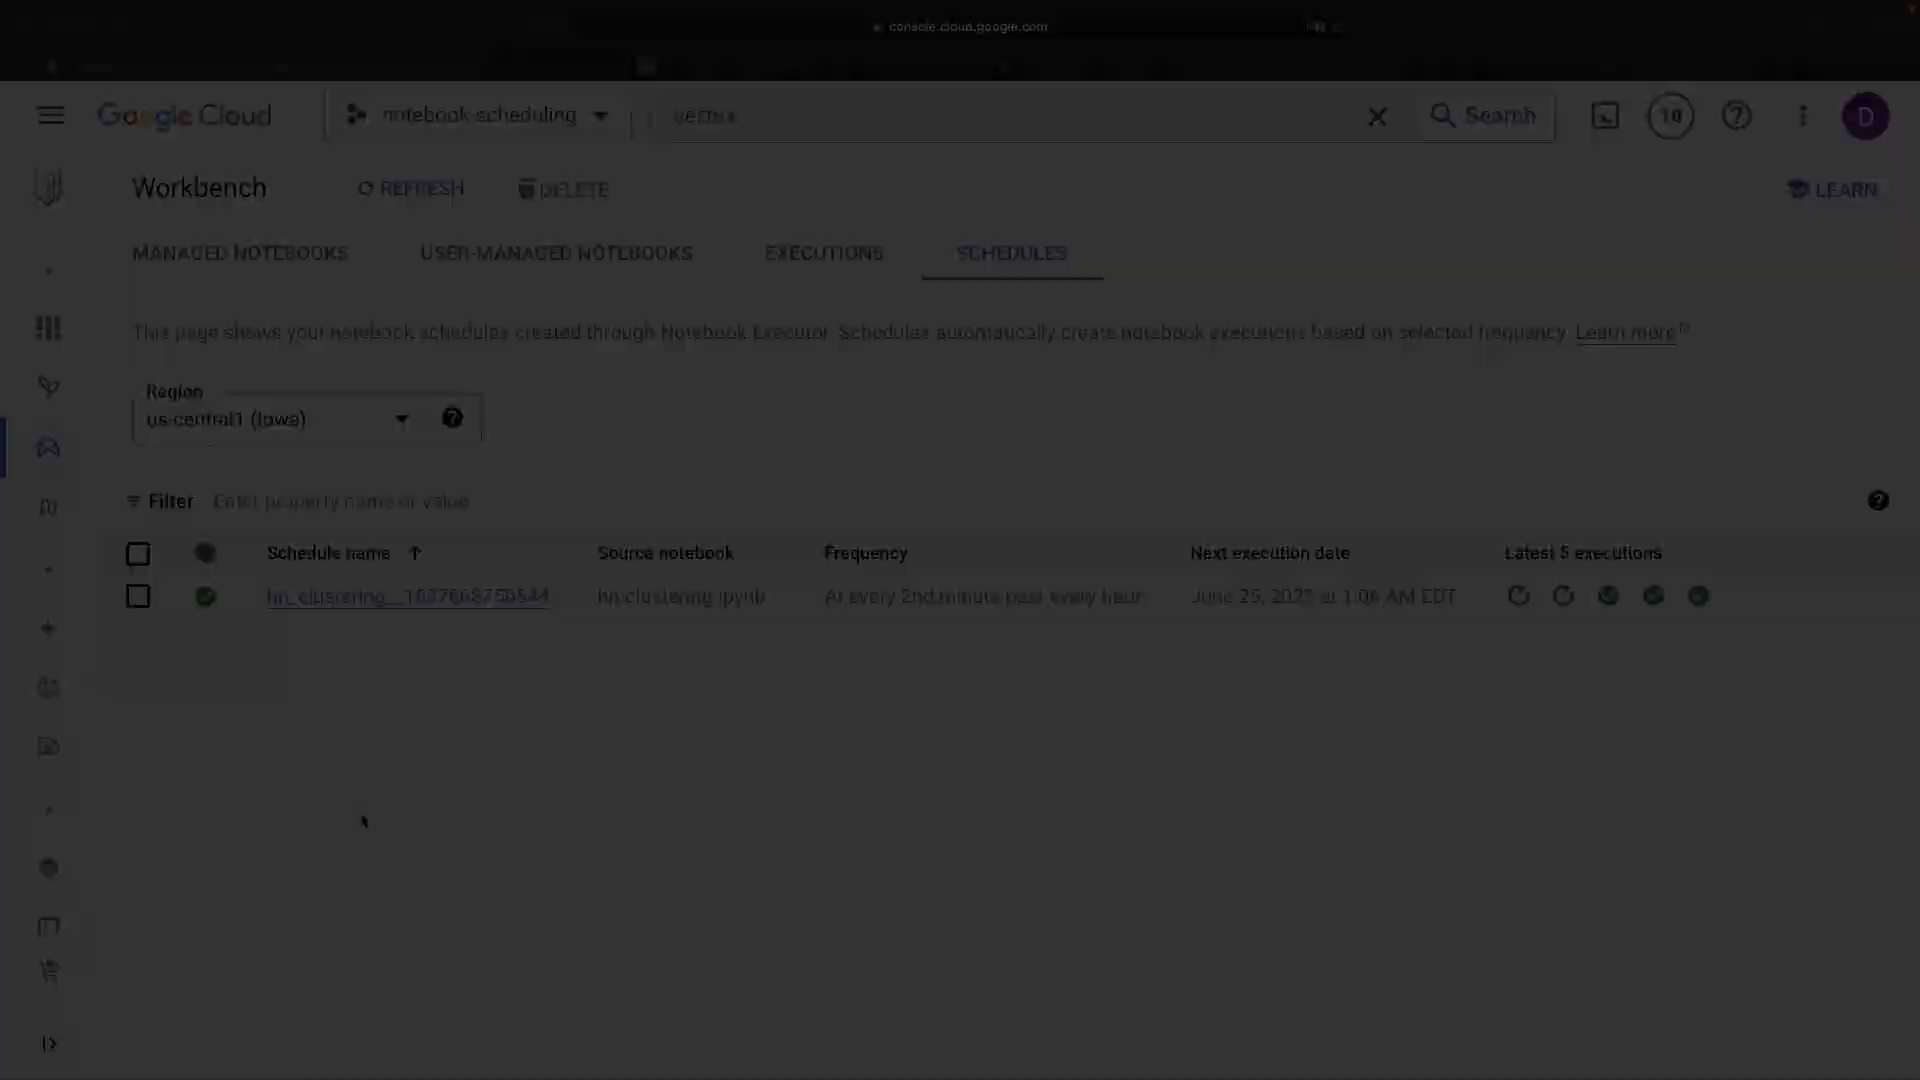 console.cloud.google.com
Google Cloud
notebook-scheduling
vertex
Search
10
D
Workbench
REFRESH
DELETE
LEARN
MANAGED NOTEBOOKS
USER-MANAGED NOTEBOOKS
EXECUTIONS
SCHEDULES
This page shows your notebook schedules created through Notebook Executor. Schedules automatically create notebook executions based on selected frequency. Learn more
Region
us-central1 (Iowa)
Filter
Enter property name or value
Schedule name
Source notebook
Frequency
Next execution date
Latest 5 executions
hn_clustering.ipynb
At every 2nd minute past every hour
June 25, 2023 at 1:06 AM EDT